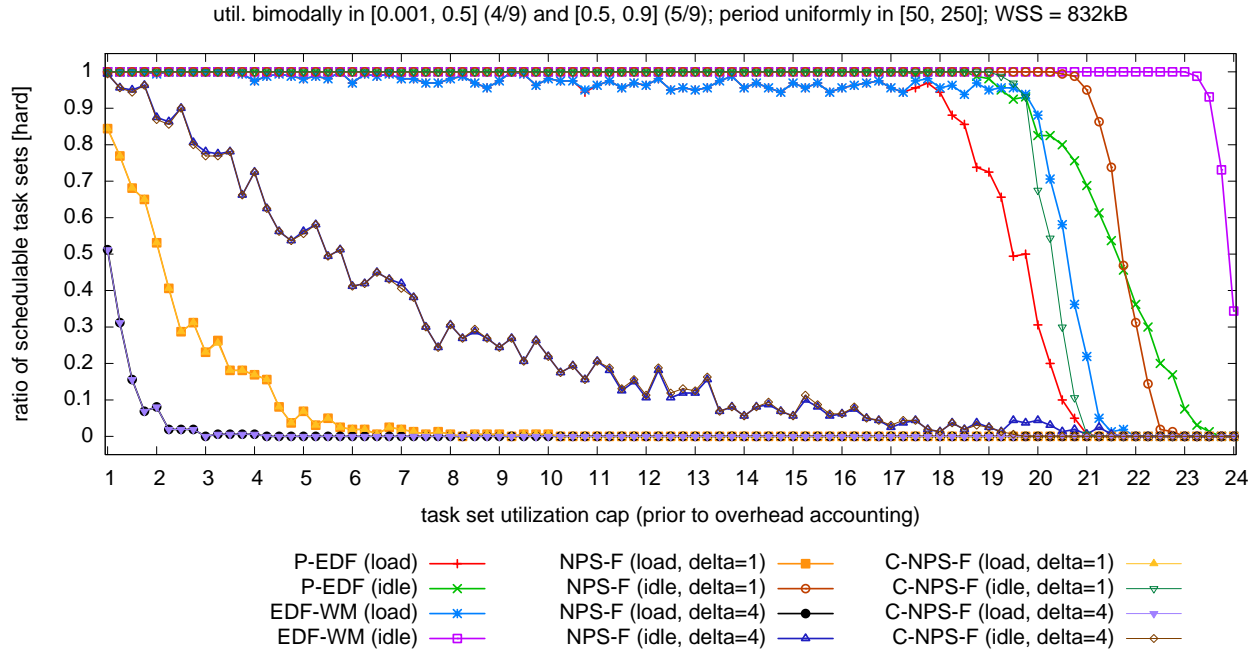 util. bimodally in [0.001, 0.5] (4/9) and [0.5, 0.9] (5/9); period uniformly in [50, 250]; WSS = 832kB
ratio of schedulable task sets [hard]
1
0.9
0.8
0.7
0.6
0.5
0.4
0.3
0.2
0.1
0
1 2 3 4 5 6 7 8 9 10 11 12 13 14 15 16 17 18 19 20 21 22 23 24
task set utilization cap (prior to overhead accounting)
P-EDF (load)
P-EDF (idle)
EDF-WM (load)
EDF-WM (idle)
NPS-F (load, delta=1)
NPS-F (idle, delta=1)
NPS-F (load, delta=4)
NPS-F (idle, delta=4)
C-NPS-F (load, delta=1)
C-NPS-F (idle, delta=1)
C-NPS-F (load, delta=4)
C-NPS-F (idle, delta=4)